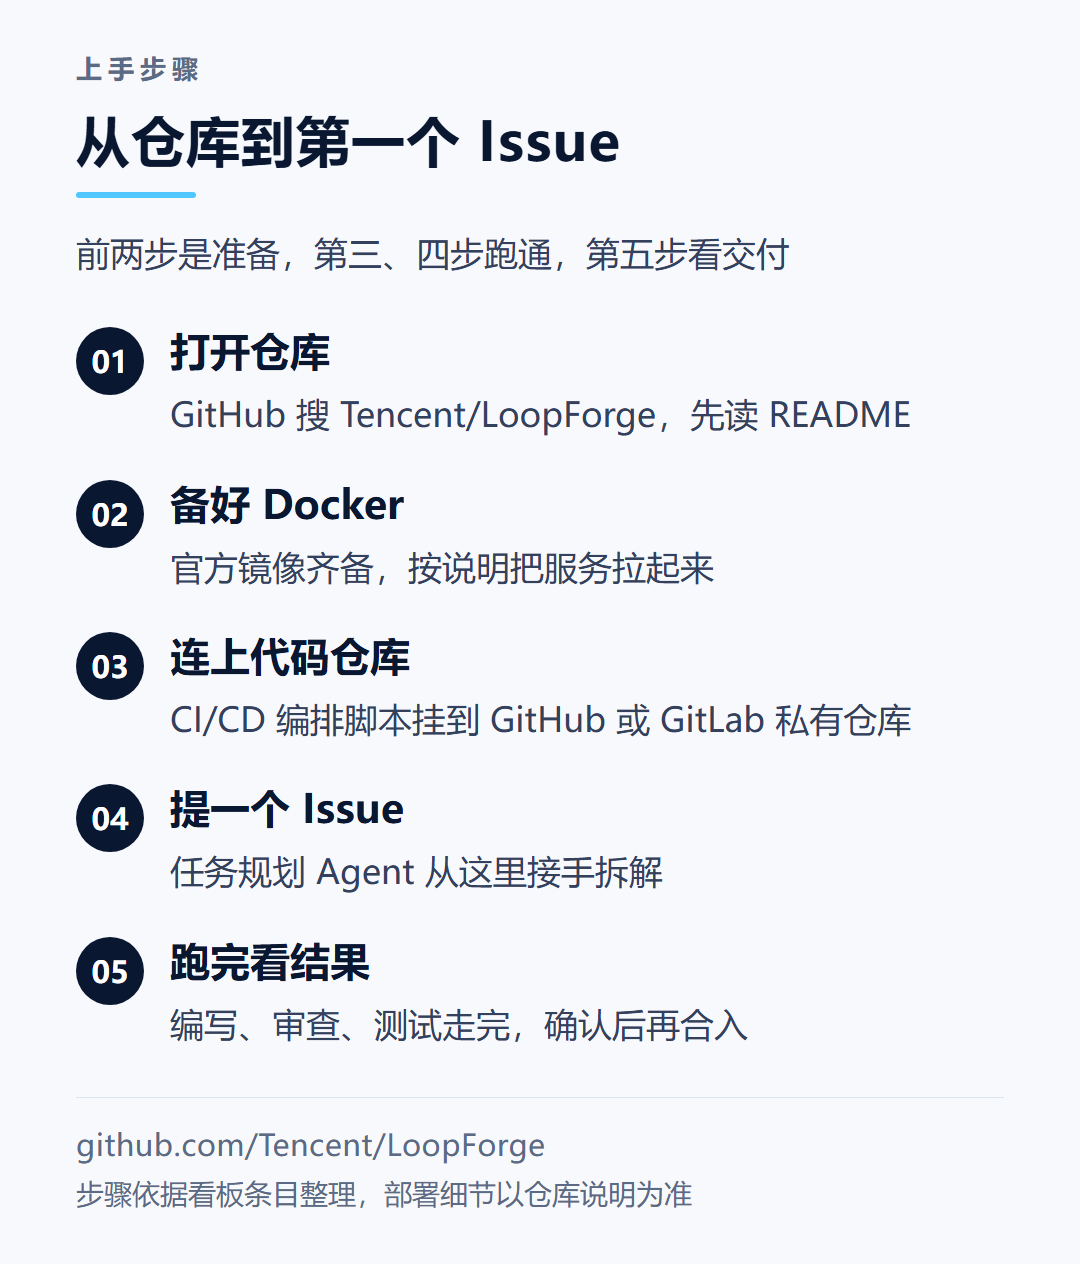 上手步骤
从仓库到第一个 Issue
前两步是准备，第三、四步跑通，第五步看交付
01
打开仓库
GitHub 搜 Tencent/LoopForge，先读 README
02
备好 Docker
官方镜像齐备，按说明把服务拉起来
03
连上代码仓库
CI/CD 编排脚本挂到 GitHub 或 GitLab 私有仓库
04
提一个 Issue
任务规划 Agent 从这里接手拆解
05
跑完看结果
编写、审查、测试走完，确认后再合入
github.com/Tencent/LoopForge
步骤依据看板条目整理，部署细节以仓库说明为准